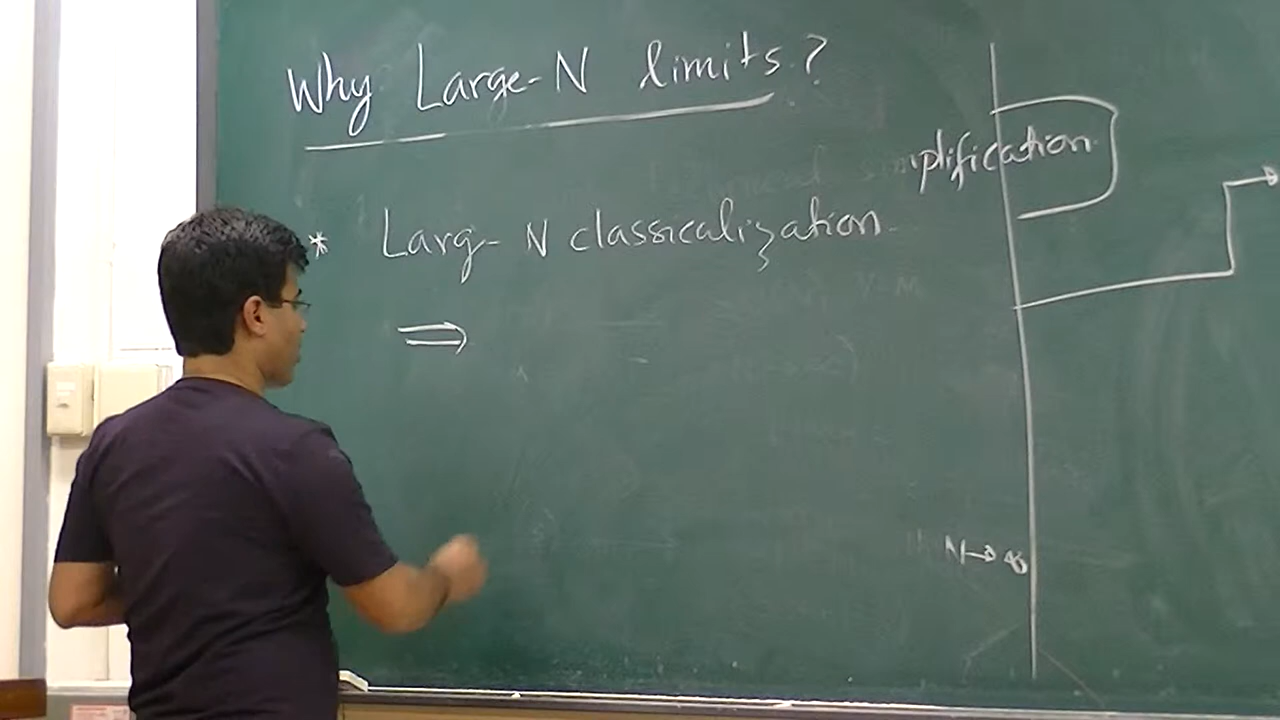 Why Large-N limits?
plification
* Larg- N classicalization
⇒
N→∞